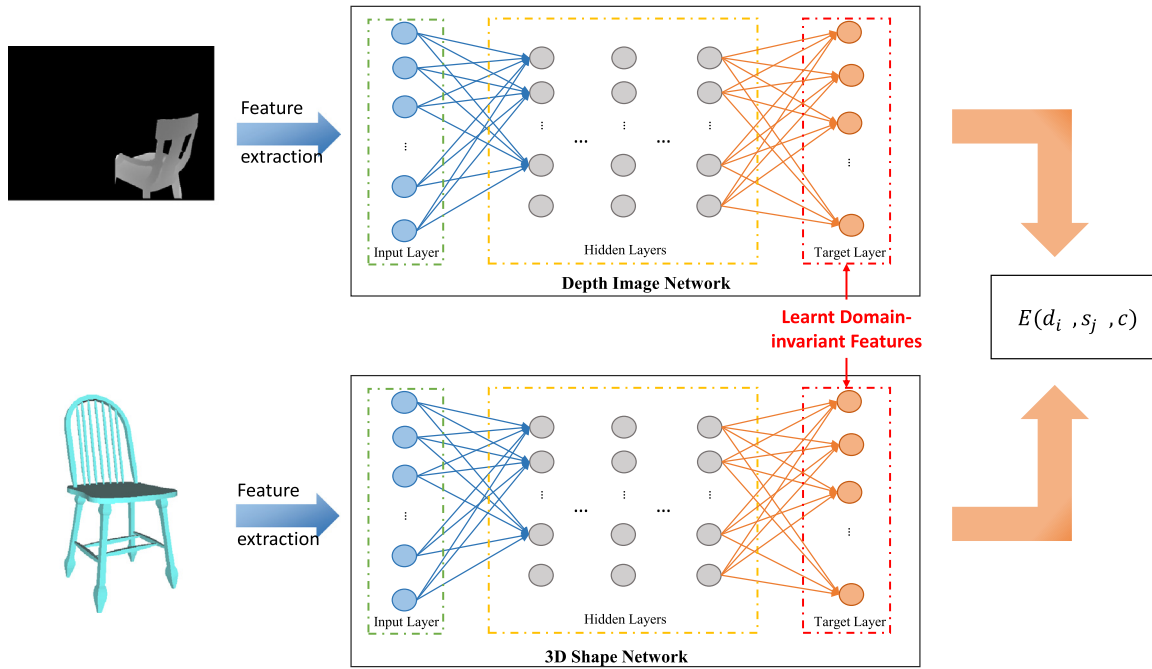 Feature
extraction
...
...
...
...
...
...
...
Input Layer
Hidden Layers
Target Layer
Depth Image Network
Learnt Domain-
invariant Features
E(d_i , s_j , c)
Feature
extraction
...
...
...
...
...
...
...
Input Layer
Hidden Layers
Target Layer
3D Shape Network